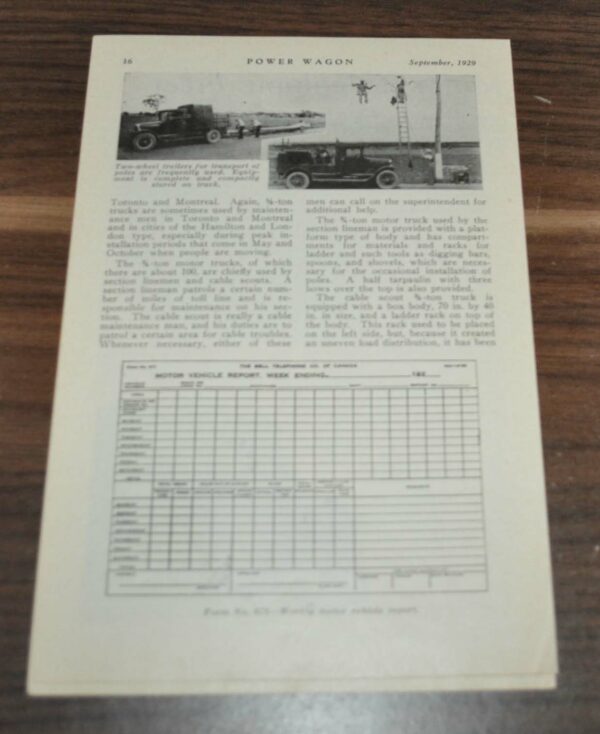 16
POWER WAGON
September, 1929
Two-wheel trailers for transport of
poles are frequently used. Equip-
ment is complete and compactly
stored on truck.
Toronto and Montreal. Again, ¾-ton
trucks are sometimes used by mainten-
ance men in Toronto and Montreal
and in cities of the Hamilton and Lon-
don type, especially during peak in-
stallation periods that come in May and
October when people are moving.
The ¾-ton motor trucks, of which
there are about 100, are chiefly used by
section linemen and cable scouts. A
section lineman patrols a certain num-
ber of miles of toll line and is re-
sponsible for maintenance on his sec-
tion. The cable scout is really a cable
maintenance man, and his duties are to
patrol a certain area for cable troubles.
Whenever necessary, either of these
men can call on the superintendent for
additional help.
The ¾-ton motor truck used by the
section lineman is provided with a plat-
form type of body and has compart-
ments for materials and racks for
ladder and such tools as digging bars,
spoons, and shovels, which are neces-
sary for the occasional installation of
poles. A half tarpaulin with three
bows over the top is also provided.
The cable scout ¾-ton truck is
equipped with a box body, 70 in. by 40
in. in size, and a ladder rack on top of
the body. This rack used to be placed
on the left side, but, because it created
an uneven load distribution, it has been
THE BELL TELEPHONE CO. OF CANADA
MOTOR VEHICLE REPORT, WEEK ENDING 192
MONDAY
TUESDAY
WEDNESDAY
THURSDAY
FRIDAY
SATURDAY
REMARKS
Form No. 875—Weekly motor vehicle report.